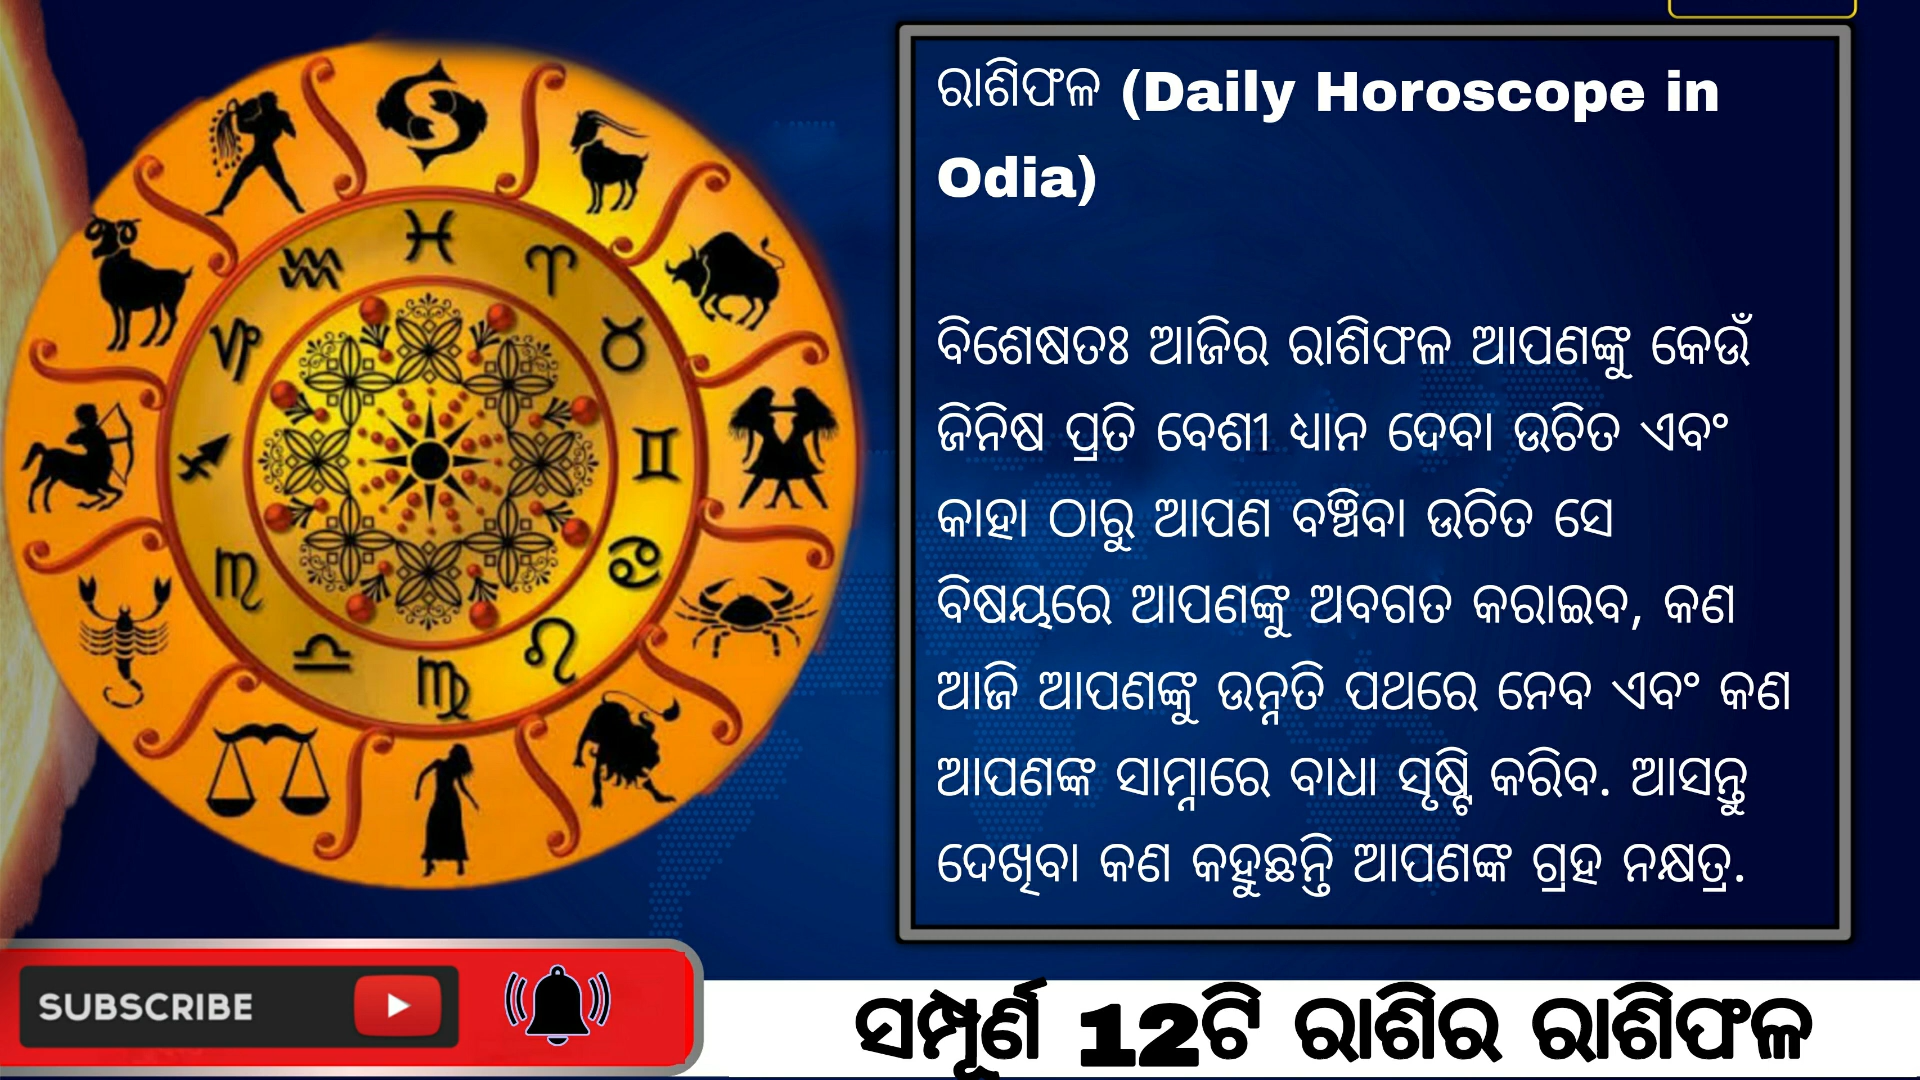 ରାଶିଫଳ (Daily Horoscope in
Odia)
ବିଶେଷତଃ ଆଜିର ରାଶିଫଳ ଆପଣଙ୍କୁ କେଉଁ
ଜିନିଷ ପ୍ରତି ବେଶୀ ଧ୍ୟାନ ଦେବା ଉଚିତ ଏବଂ
କାହା ଠାରୁ ଆପଣ ବଞ୍ଚିବା ଉଚିତ ସେ
ବିଷୟରେ ଆପଣଙ୍କୁ ଅବଗତ କରାଇବ, କଣ
ଆଜି ଆପଣଙ୍କୁ ଉନ୍ନତି ପଥରେ ନେବ ଏବଂ କଣ
ଆପଣଙ୍କ ସାମ୍ନାରେ ବାଧା ସୃଷ୍ଟି କରିବ. ଆସନ୍ତୁ
ଦେଖିବା କଣ କହୁଛନ୍ତି ଆପଣଙ୍କ ଗ୍ରହ ନକ୍ଷତ୍ର.
SUBSCRIBE
ସମ୍ପୂର୍ଣ 12ଟି ରାଶିର ରାଶିଫଳ